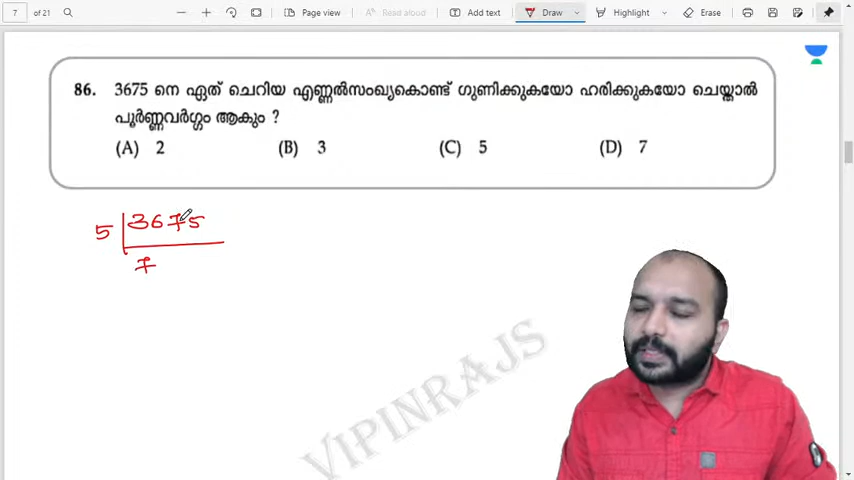 7 of 21 Page view Read aloud Add text Draw Highlight Erase
86. 3675 നെ ഏത് ചെറിയ എണ്ണൽസംഖ്യകൊണ്ട് ഗുണിക്കുകയോ ഹരിക്കുകയോ ചെയ്താൽ
പൂർണ്ണവർഗ്ഗം ആകും ?
(A) 2 (B) 3 (C) 5 (D) 7
5 3675
7
VIPINRAJS